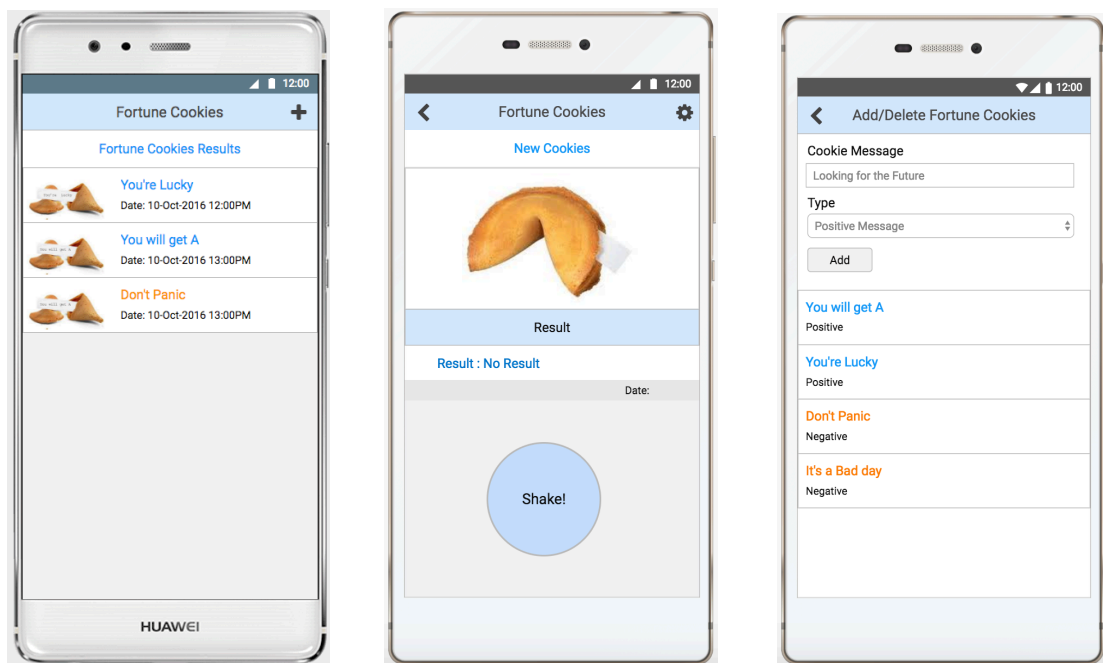 12:00
Fortune Cookies
Fortune Cookies Results
You're Lucky
Date: 10-Oct-2016 12:00PM
You will get A
Date: 10-Oct-2016 13:00PM
Don't Panic
Date: 10-Oct-2016 13:00PM
HUAWEI
12:00
Fortune Cookies
New Cookies
Result
Result : No Result
Date:
Shake!
12:00
Add/Delete Fortune Cookies
Cookie Message
Looking for the Future
Type
Positive Message
Add
You will get A
Positive
You're Lucky
Positive
Don't Panic
Negative
It's a Bad day
Negative